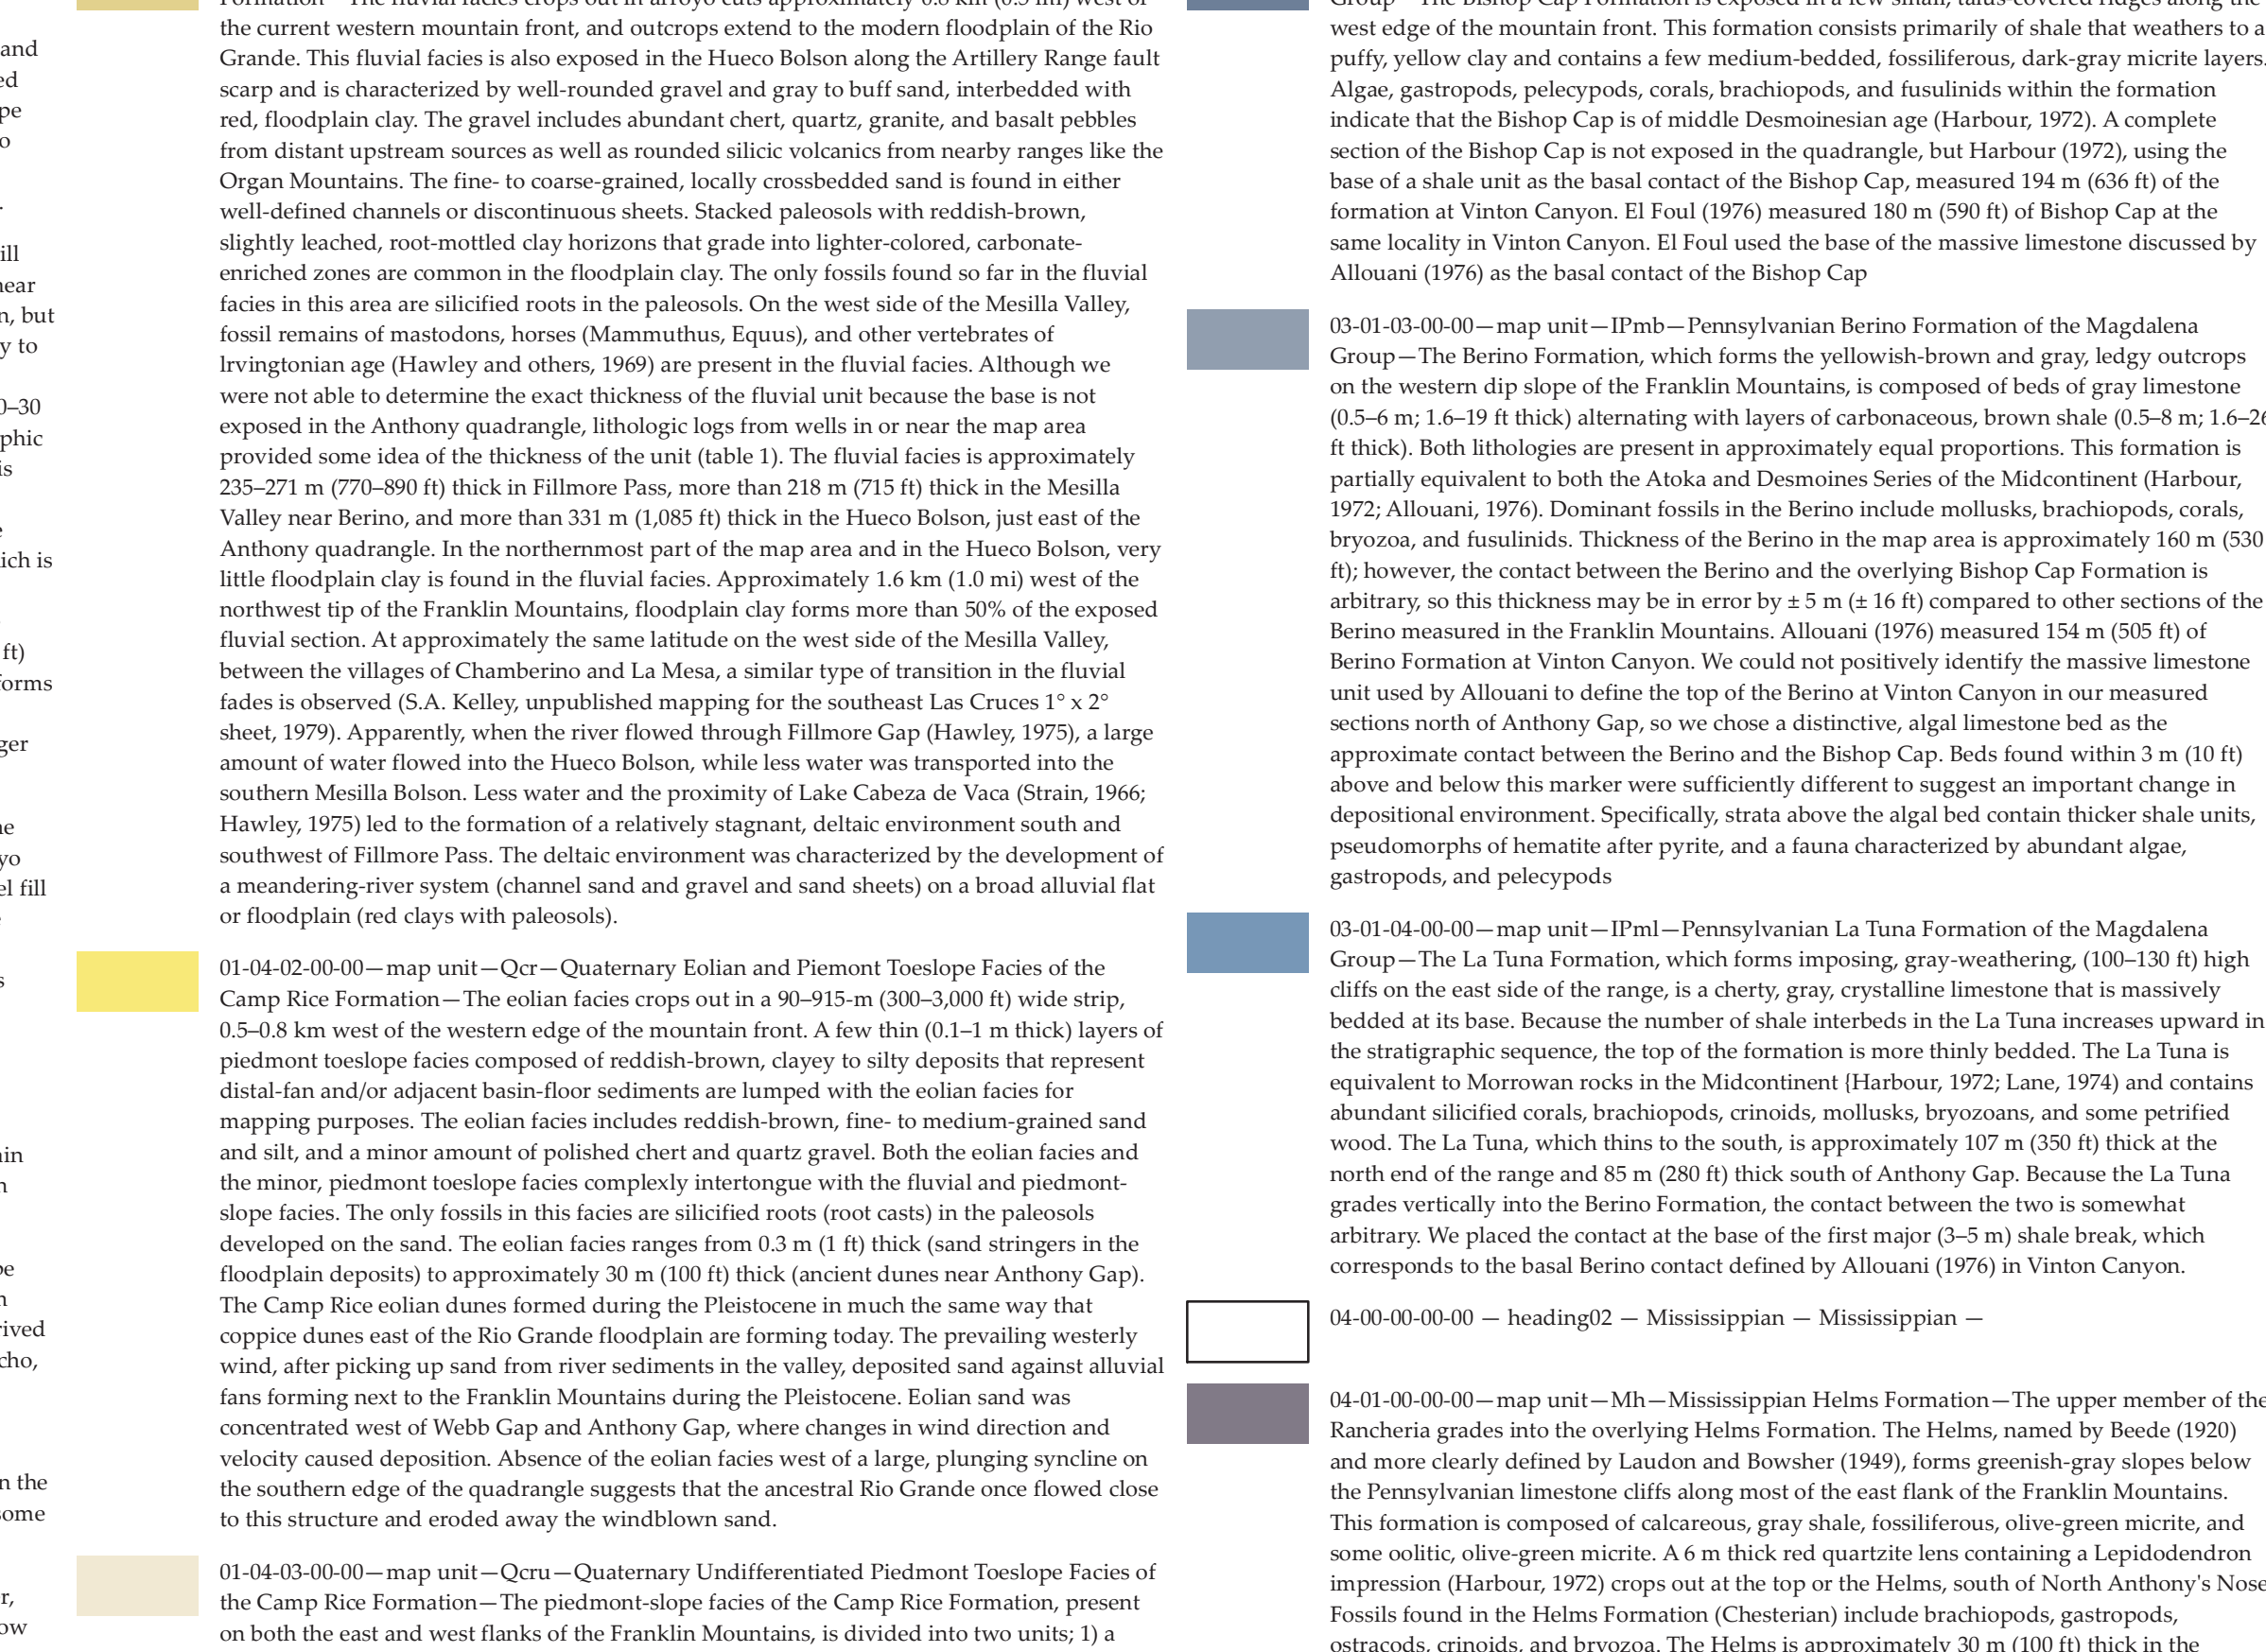 and
ed
pe
o
ill
near
n, but
y to
0–30
phic
is
e
ich is
ft)
forms
ger
ne
yo
el fill
s
in
n
pe
n
rived
cho,
n the
some
r,
ow
Formation—The fluvial facies crops out in arroyo cuts approximately 0.8 km (0.5 mi) west of
the current western mountain front, and outcrops extend to the modern floodplain of the Rio
Grande. This fluvial facies is also exposed in the Hueco Bolson along the Artillery Range fault
scarp and is characterized by well-rounded gravel and gray to buff sand, interbedded with
red, floodplain clay. The gravel includes abundant chert, quartz, granite, and basalt pebbles
from distant upstream sources as well as rounded silicic volcanics from nearby ranges like the
Organ Mountains. The fine- to coarse-grained, locally crossbedded sand is found in either
well-defined channels or discontinuous sheets. Stacked paleosols with reddish-brown,
slightly leached, root-mottled clay horizons that grade into lighter-colored, carbonate-
enriched zones are common in the floodplain clay. The only fossils found so far in the fluvial
facies in this area are silicified roots in the paleosols. On the west side of the Mesilla Valley,
fossil remains of mastodons, horses (Mammuthus, Equus), and other vertebrates of
lrvingtonian age (Hawley and others, 1969) are present in the fluvial facies. Although we
were not able to determine the exact thickness of the fluvial unit because the base is not
exposed in the Anthony quadrangle, lithologic logs from wells in or near the map area
provided some idea of the thickness of the unit (table 1). The fluvial facies is approximately
235–271 m (770–890 ft) thick in Fillmore Pass, more than 218 m (715 ft) thick in the Mesilla
Valley near Berino, and more than 331 m (1,085 ft) thick in the Hueco Bolson, just east of the
Anthony quadrangle. In the northernmost part of the map area and in the Hueco Bolson, very
little floodplain clay is found in the fluvial facies. Approximately 1.6 km (1.0 mi) west of the
northwest tip of the Franklin Mountains, floodplain clay forms more than 50% of the exposed
fluvial section. At approximately the same latitude on the west side of the Mesilla Valley,
between the villages of Chamberino and La Mesa, a similar type of transition in the fluvial
fades is observed (S.A. Kelley, unpublished mapping for the southeast Las Cruces 1° x 2°
sheet, 1979). Apparently, when the river flowed through Fillmore Gap (Hawley, 1975), a large
amount of water flowed into the Hueco Bolson, while less water was transported into the
southern Mesilla Bolson. Less water and the proximity of Lake Cabeza de Vaca (Strain, 1966;
Hawley, 1975) led to the formation of a relatively stagnant, deltaic environment south and
southwest of Fillmore Pass. The deltaic environment was characterized by the development of
a meandering-river system (channel sand and gravel and sand sheets) on a broad alluvial flat
or floodplain (red clays with paleosols).
01-04-02-00-00—map unit—Qcr—Quaternary Eolian and Piemont Toeslope Facies of the
Camp Rice Formation—The eolian facies crops out in a 90–915-m (300–3,000 ft) wide strip,
0.5–0.8 km west of the western edge of the mountain front. A few thin (0.1–1 m thick) layers of
piedmont toeslope facies composed of reddish-brown, clayey to silty deposits that represent
distal-fan and/or adjacent basin-floor sediments are lumped with the eolian facies for
mapping purposes. The eolian facies includes reddish-brown, fine- to medium-grained sand
and silt, and a minor amount of polished chert and quartz gravel. Both the eolian facies and
the minor, piedmont toeslope facies complexly intertongue with the fluvial and piedmont-
slope facies. The only fossils in this facies are silicified roots (root casts) in the paleosols
developed on the sand. The eolian facies ranges from 0.3 m (1 ft) thick (sand stringers in the
floodplain deposits) to approximately 30 m (100 ft) thick (ancient dunes near Anthony Gap).
The Camp Rice eolian dunes formed during the Pleistocene in much the same way that
coppice dunes east of the Rio Grande floodplain are forming today. The prevailing westerly
wind, after picking up sand from river sediments in the valley, deposited sand against alluvial
fans forming next to the Franklin Mountains during the Pleistocene. Eolian sand was
concentrated west of Webb Gap and Anthony Gap, where changes in wind direction and
velocity caused deposition. Absence of the eolian facies west of a large, plunging syncline on
the southern edge of the quadrangle suggests that the ancestral Rio Grande once flowed close
to this structure and eroded away the windblown sand.
01-04-03-00-00—map unit—Qcru—Quaternary Undifferentiated Piedmont Toeslope Facies of
the Camp Rice Formation—The piedmont-slope facies of the Camp Rice Formation, present
on both the east and west flanks of the Franklin Mountains, is divided into two units; 1) a
Group—The Bishop Cap Formation is exposed in a few small, talus-covered ridges along the
west edge of the mountain front. This formation consists primarily of shale that weathers to a
puffy, yellow clay and contains a few medium-bedded, fossiliferous, dark-gray micrite layers.
Algae, gastropods, pelecypods, corals, brachiopods, and fusulinids within the formation
indicate that the Bishop Cap is of middle Desmoinesian age (Harbour, 1972). A complete
section of the Bishop Cap is not exposed in the quadrangle, but Harbour (1972), using the
base of a shale unit as the basal contact of the Bishop Cap, measured 194 m (636 ft) of the
formation at Vinton Canyon. El Foul (1976) measured 180 m (590 ft) of Bishop Cap at the
same locality in Vinton Canyon. El Foul used the base of the massive limestone discussed by
Allouani (1976) as the basal contact of the Bishop Cap
03-01-03-00-00—map unit—IPmb—Pennsylvanian Berino Formation of the Magdalena
Group—The Berino Formation, which forms the yellowish-brown and gray, ledgy outcrops
on the western dip slope of the Franklin Mountains, is composed of beds of gray limestone
(0.5–6 m; 1.6–19 ft thick) alternating with layers of carbonaceous, brown shale (0.5–8 m; 1.6–26
ft thick). Both lithologies are present in approximately equal proportions. This formation is
partially equivalent to both the Atoka and Desmoines Series of the Midcontinent (Harbour,
1972; Allouani, 1976). Dominant fossils in the Berino include mollusks, brachiopods, corals,
bryozoa, and fusulinids. Thickness of the Berino in the map area is approximately 160 m (530
ft); however, the contact between the Berino and the overlying Bishop Cap Formation is
arbitrary, so this thickness may be in error by ± 5 m (± 16 ft) compared to other sections of the
Berino measured in the Franklin Mountains. Allouani (1976) measured 154 m (505 ft) of
Berino Formation at Vinton Canyon. We could not positively identify the massive limestone
unit used by Allouani to define the top of the Berino at Vinton Canyon in our measured
sections north of Anthony Gap, so we chose a distinctive, algal limestone bed as the
approximate contact between the Berino and the Bishop Cap. Beds found within 3 m (10 ft)
above and below this marker were sufficiently different to suggest an important change in
depositional environment. Specifically, strata above the algal bed contain thicker shale units,
pseudomorphs of hematite after pyrite, and a fauna characterized by abundant algae,
gastropods, and pelecypods
03-01-04-00-00—map unit—IPml—Pennsylvanian La Tuna Formation of the Magdalena
Group—The La Tuna Formation, which forms imposing, gray-weathering, (100–130 ft) high
cliffs on the east side of the range, is a cherty, gray, crystalline limestone that is massively
bedded at its base. Because the number of shale interbeds in the La Tuna increases upward in
the stratigraphic sequence, the top of the formation is more thinly bedded. The La Tuna is
equivalent to Morrowan rocks in the Midcontinent {Harbour, 1972; Lane, 1974) and contains
abundant silicified corals, brachiopods, crinoids, mollusks, bryozoans, and some petrified
wood. The La Tuna, which thins to the south, is approximately 107 m (350 ft) thick at the
north end of the range and 85 m (280 ft) thick south of Anthony Gap. Because the La Tuna
grades vertically into the Berino Formation, the contact between the two is somewhat
arbitrary. We placed the contact at the base of the first major (3–5 m) shale break, which
corresponds to the basal Berino contact defined by Allouani (1976) in Vinton Canyon.
04-00-00-00-00 — heading02 — Mississippian — Mississippian —
04-01-00-00-00—map unit—Mh—Mississippian Helms Formation—The upper member of the
Rancheria grades into the overlying Helms Formation. The Helms, named by Beede (1920)
and more clearly defined by Laudon and Bowsher (1949), forms greenish-gray slopes below
the Pennsylvanian limestone cliffs along most of the east flank of the Franklin Mountains.
This formation is composed of calcareous, gray shale, fossiliferous, olive-green micrite, and
some oolitic, olive-green micrite. A 6 m thick red quartzite lens containing a Lepidodendron
impression (Harbour, 1972) crops out at the top or the Helms, south of North Anthony's Nose
Fossils found in the Helms Formation (Chesterian) include brachiopods, gastropods,
ostracods, crinoids, and bryozoa. The Helms is approximately 30 m (100 ft) thick in the